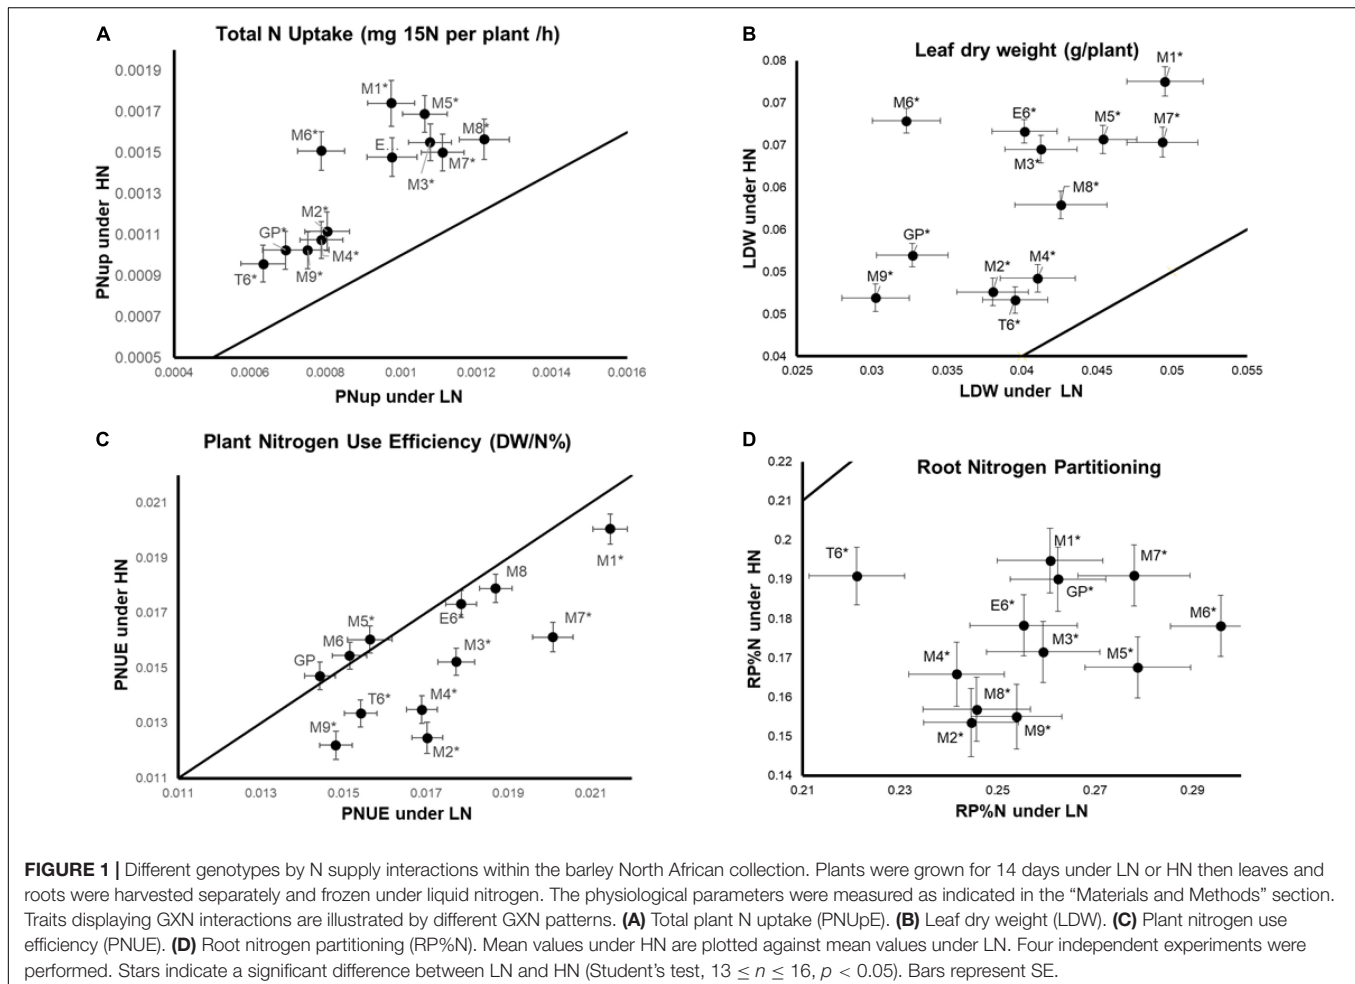 A
Total N Uptake (mg 15N per plant /h)
PNup under HN
0.0019
0.0017
0.0015
0.0013
0.0011
0.0009
0.0007
0.0005
M1*
M5*
M6*
E...
M8*
M7*
M3*
M2*
GP*
M4*
T6*
M9*
0.0004 0.0006 0.0008 0.001 0.0012 0.0014 0.0016
PNup under LN
B
Leaf dry weight (g/plant)
LDW under HN
0.08
0.07
0.07
0.06
0.06
0.05
0.05
0.04
M1*
M6*
E6*
M5*
M7*
M3*
M8*
GP*
M9*
M2*
M4*
T6*
0.025 0.03 0.035 0.04 0.045 0.05 0.055
LDW under LN
C
Plant Nitrogen Use Efficiency (DW/N%)
PNUE under HN
0.021
0.019
0.017
0.015
0.013
0.011
M1*
M8
E6*
M5*
M7*
M6
M3*
GP
T6*
M4*
M9*
M2*
0.011 0.013 0.015 0.017 0.019 0.021
PNUE under LN
D
Root Nitrogen Partitioning
RP%N under HN
0.22
0.21
0.2
0.19
0.18
0.17
0.16
0.15
0.14
T6*
M1*
M7*
GP*
E6*
M6*
M3*
M4*
M5*
M8*
M2*
M9*
0.21 0.23 0.25 0.27 0.29
RP%N under LN
FIGURE 1 | Different genotypes by N supply interactions within the barley North African collection. Plants were grown for 14 days under LN or HN then leaves and
roots were harvested separately and frozen under liquid nitrogen. The physiological parameters were measured as indicated in the “Materials and Methods” section.
Traits displaying GXN interactions are illustrated by different GXN patterns. (A) Total plant N uptake (PNUpE). (B) Leaf dry weight (LDW). (C) Plant nitrogen use
efficiency (PNUE). (D) Root nitrogen partitioning (RP%N). Mean values under HN are plotted against mean values under LN. Four independent experiments were
performed. Stars indicate a significant difference between LN and HN (Student’s test, 13 ≤ n ≤ 16, p < 0.05). Bars represent SE.